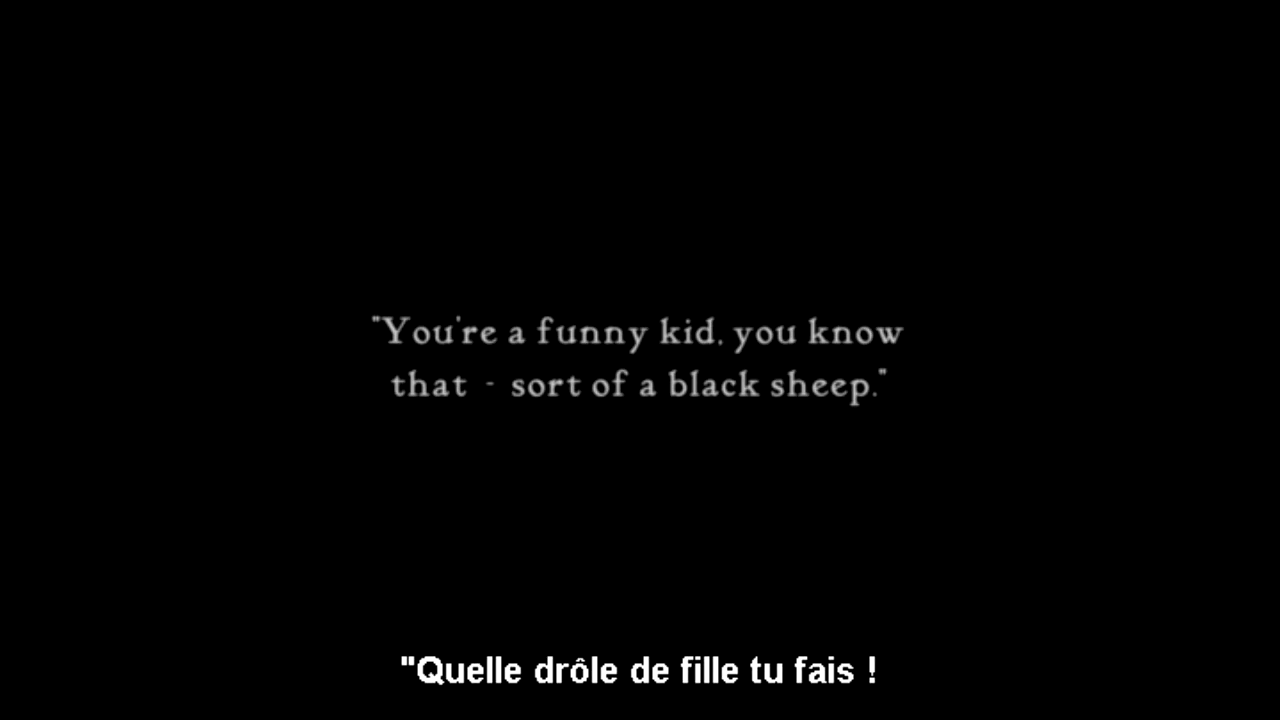 "You're a funny kid, you know
that - sort of a black sheep."
"Quelle drôle de fille tu fais !